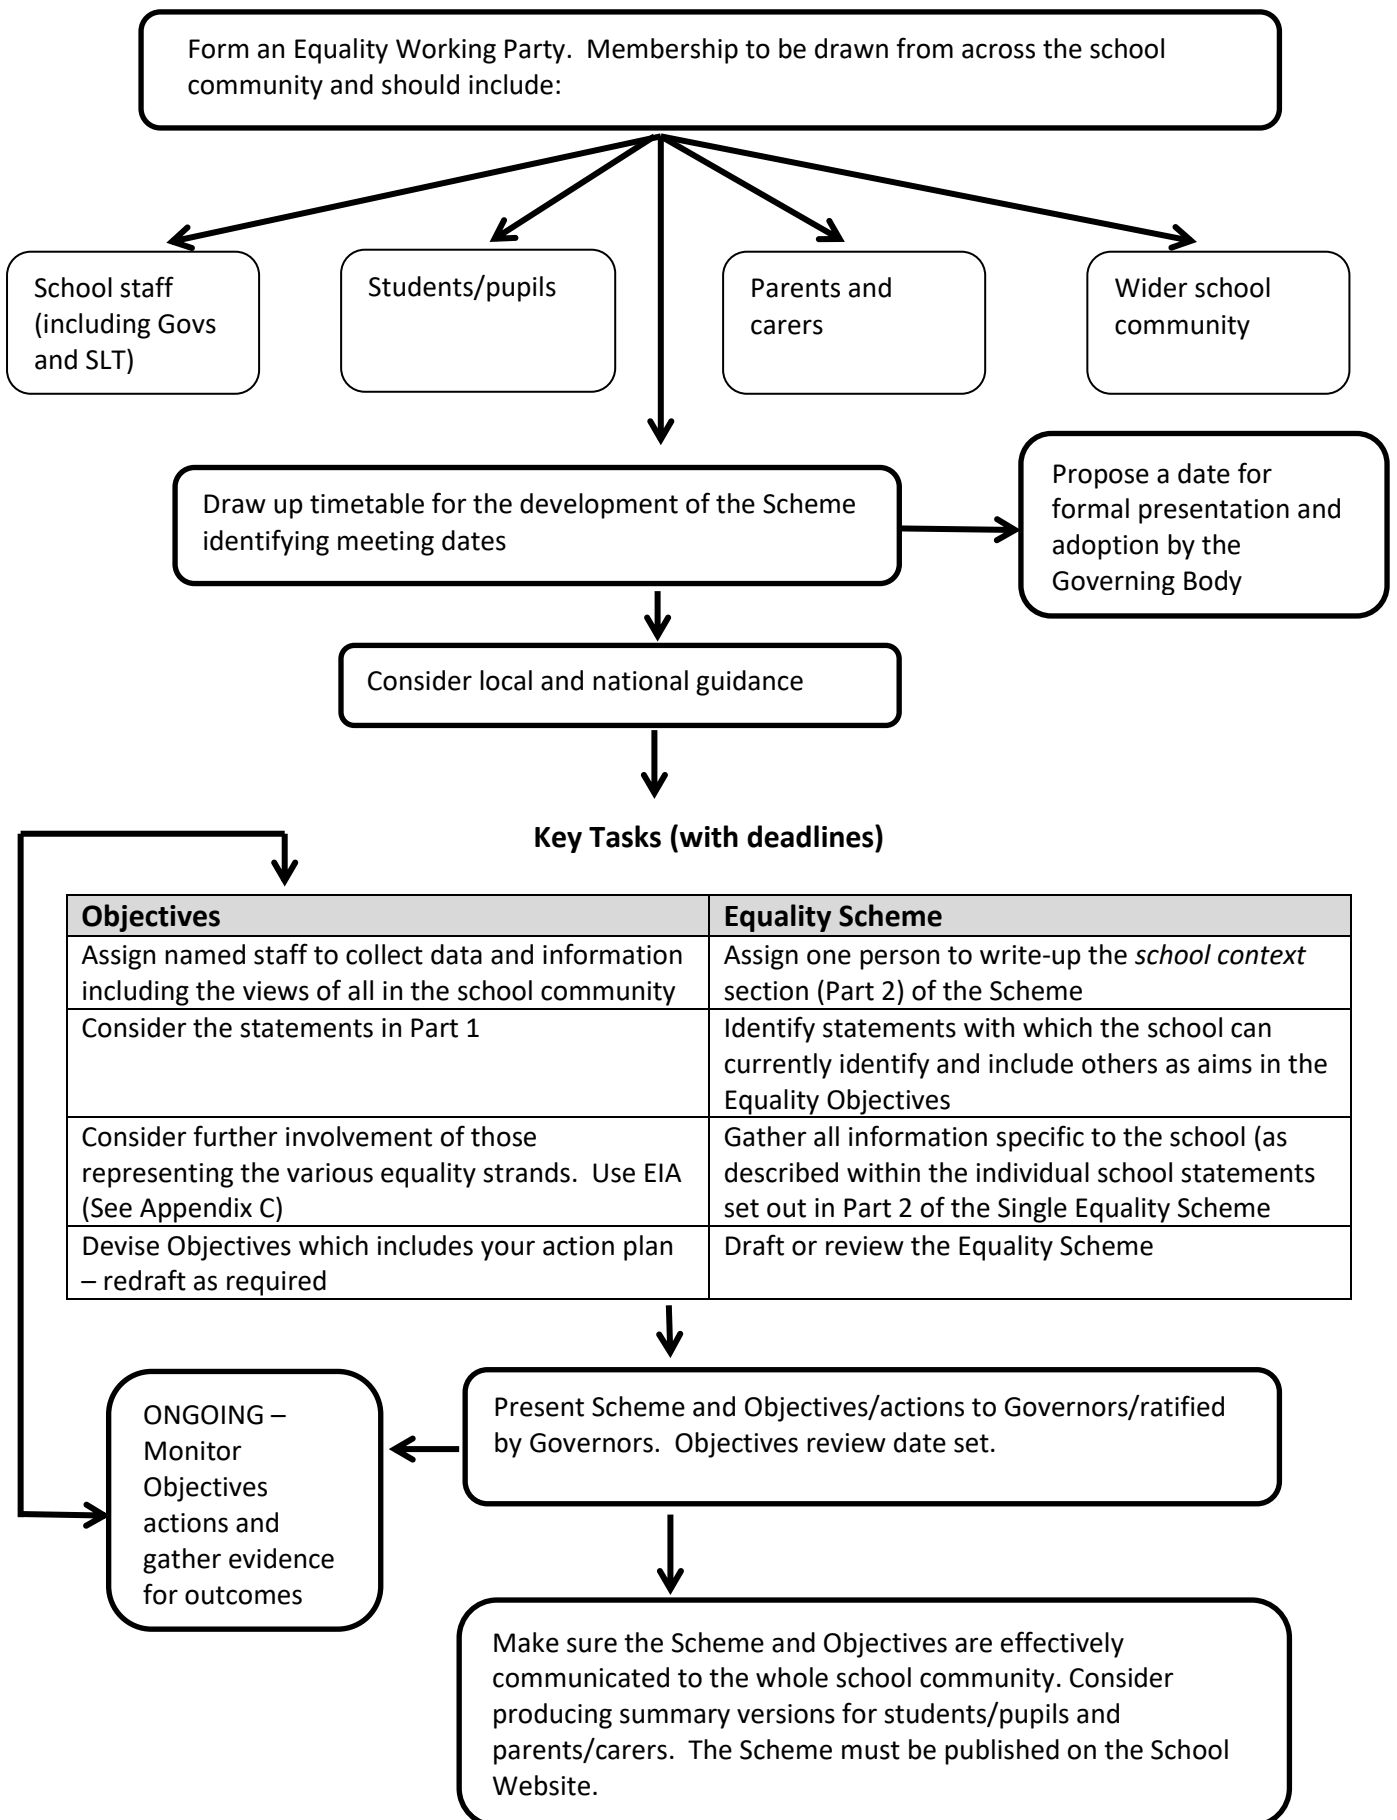 Form an Equality Working Party.  Membership to be drawn from across the school
community and should include:
School staff
(including Govs
and SLT)
Students/pupils
Parents and
carers
Wider school
community
Draw up timetable for the development of the Scheme
identifying meeting dates
Propose a date for
formal presentation and
adoption by the
Governing Body
Consider local and national guidance
Key Tasks (with deadlines)
Objectives
Equality Scheme
Assign named staff to collect data and information
including the views of all in the school community
Assign one person to write-up the school context
section (Part 2) of the Scheme
Consider the statements in Part 1
Identify statements with which the school can
currently identify and include others as aims in the
Equality Objectives
Consider further involvement of those
representing the various equality strands.  Use EIA
(See Appendix C)
Gather all information specific to the school (as
described within the individual school statements
set out in Part 2 of the Single Equality Scheme
Devise Objectives which includes your action plan
– redraft as required
Draft or review the Equality Scheme
ONGOING –
Monitor
Objectives
actions and
gather evidence
for outcomes
Present Scheme and Objectives/actions to Governors/ratified
by Governors.  Objectives review date set.
Make sure the Scheme and Objectives are effectively
communicated to the whole school community. Consider
producing summary versions for students/pupils and
parents/carers.  The Scheme must be published on the School
Website.